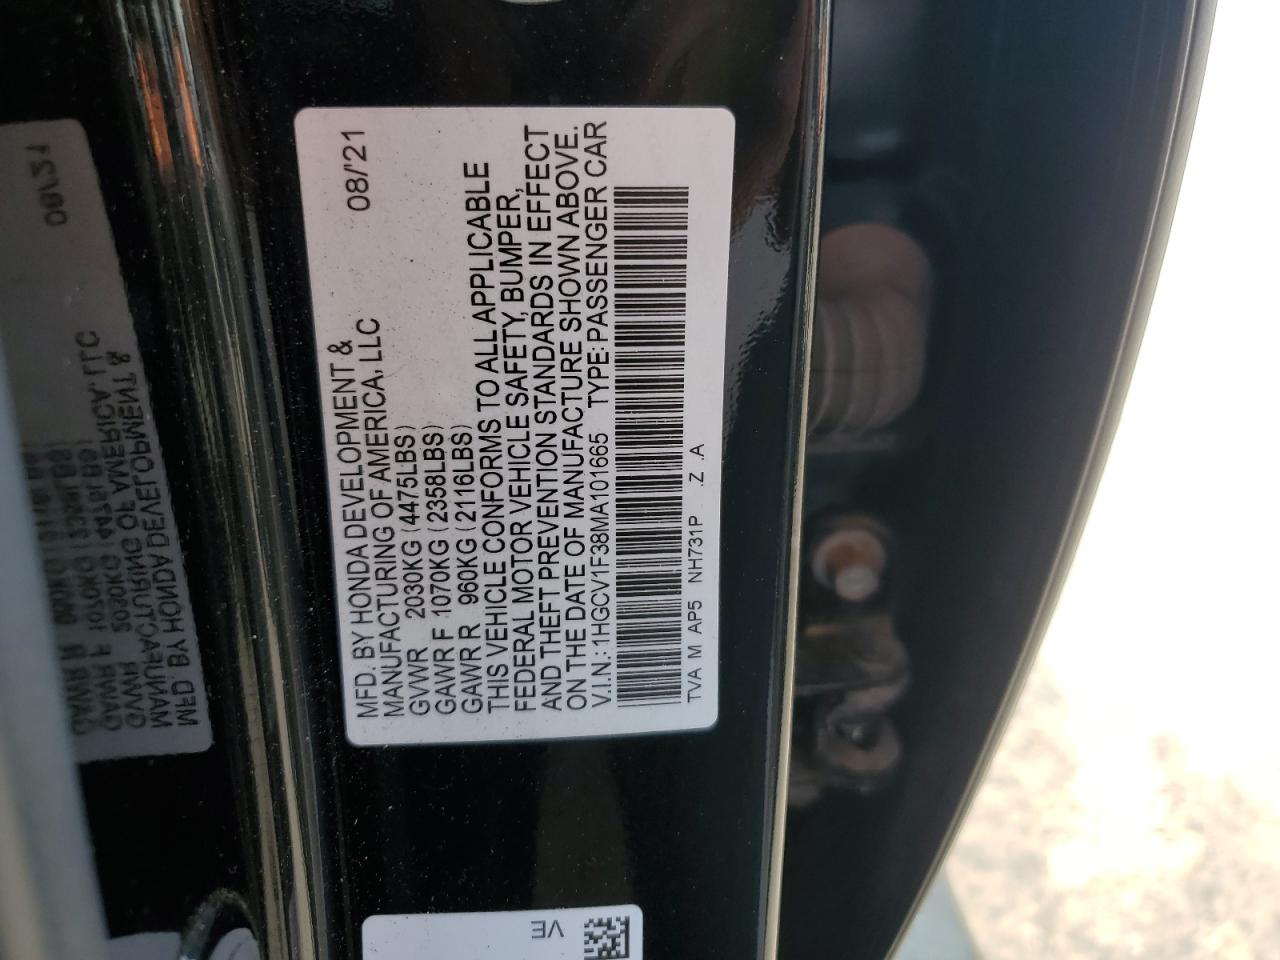 MFD. BY HONDA DEVELOPMENT & 08/'21
MANUFACTURING OF AMERICA, LLC
GVWR 2030KG (4475LBS)
GAWR F 1070KG (2358LBS)
GAWR R 960KG (2116LBS)
THIS VEHICLE CONFORMS TO ALL APPLICABLE
FEDERAL MOTOR VEHICLE SAFETY, BUMPER,
AND THEFT PREVENTION STANDARDS IN EFFECT
ON THE DATE OF MANUFACTURE SHOWN ABOVE.
V.I.N.: 1HGCV1F38MA101665 TYPE: PASSENGER CAR
TVA M AP5 NH731P .Z .A
VE